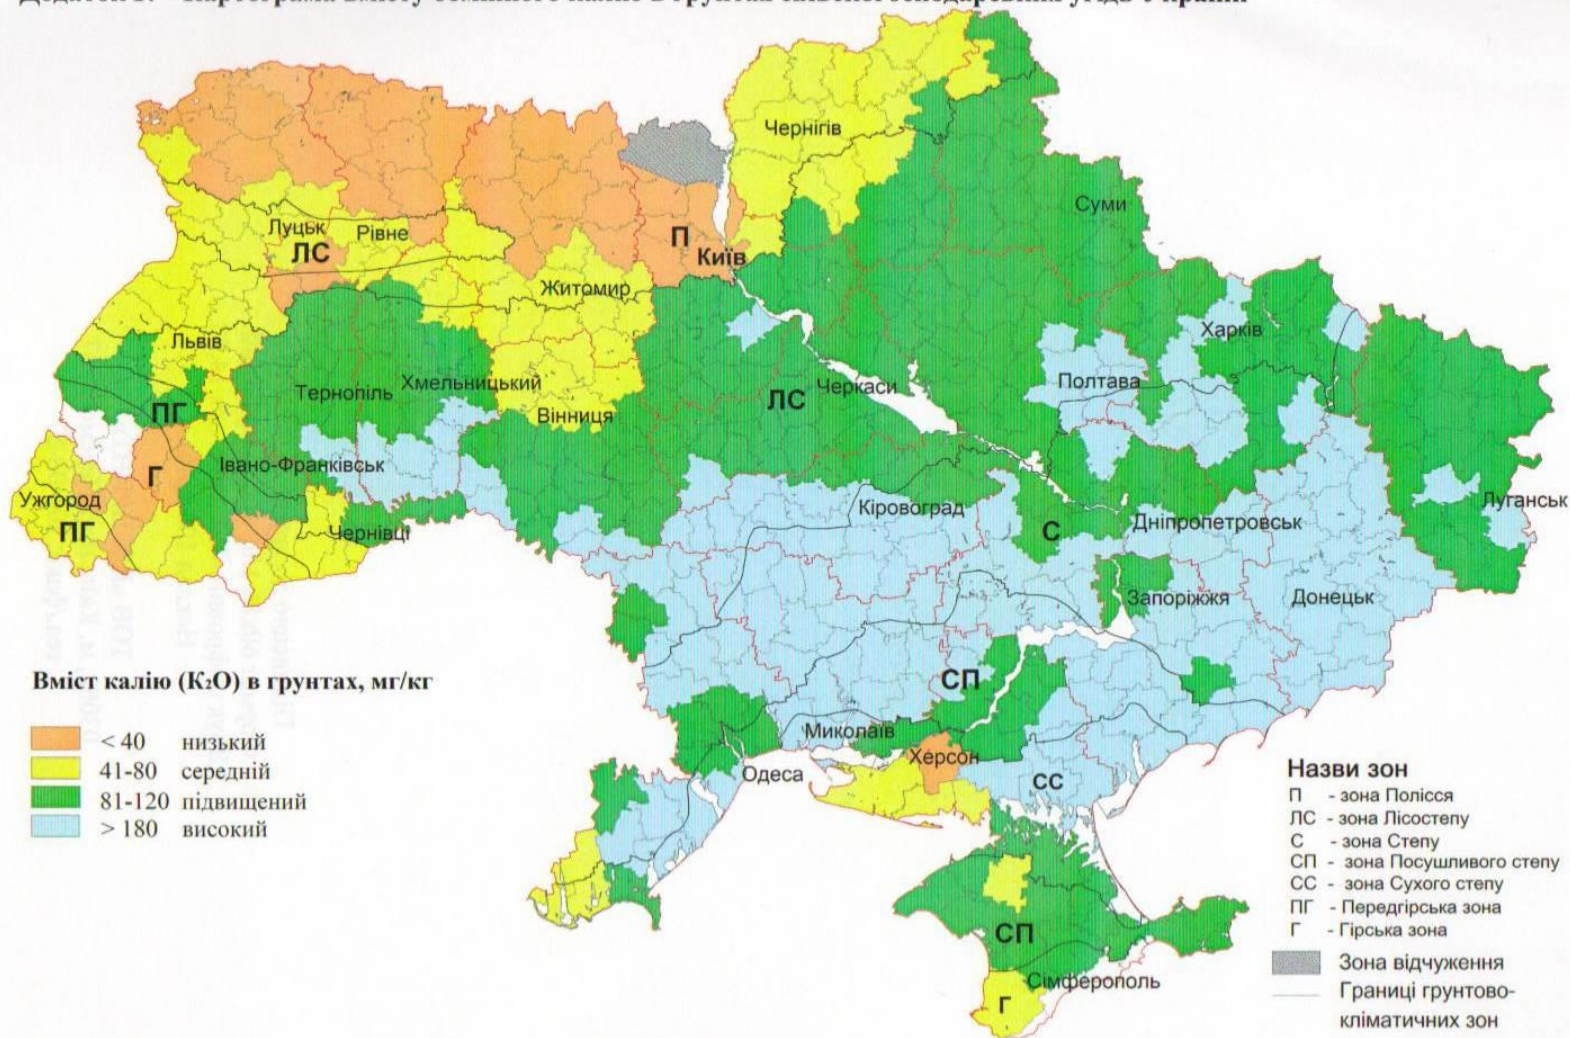 Чернігів
Суми
Луцьк
Рівне
ЛС
П
Київ
Житомир
Львів
Харків
Тернопіль
Хмельницький
Вінниця
ЛС
Черкаси
Полтава
ПГ
Г
Івано-Франківськ
Ужгород
ПГ
Чернівці
Кіровоград
С
Дніпропетровськ
Луганськ
Запоріжжя
Донецьк
СП
Миколаїв
Херсон
Одеса
СС
СП
Сімферополь
Г
Вміст калію (К₂О) в грунтах, мг/кг
< 40 низький
41-80 середній
81-120 підвищений
> 180 високий
Назви зон
П - зона Полісся
ЛС - зона Лісостепу
С - зона Степу
СП - зона Посушливого степу
СС - зона Сухого степу
ПГ - Передгірська зона
Г - Гірська зона
Зона відчуження
Границі грунтово-
кліматичних зон